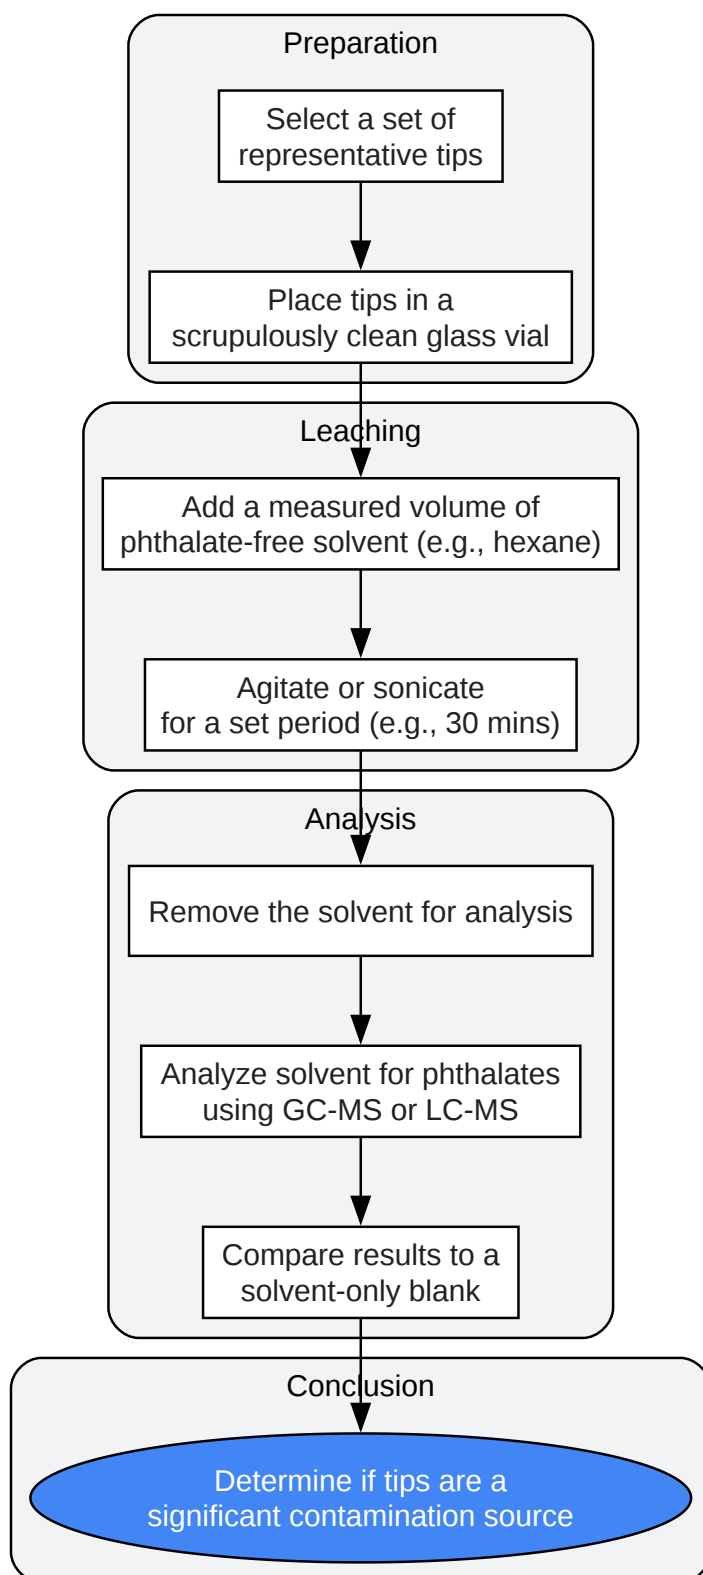 Preparation
Select a set of
representative tips
Place tips in a
scrupulously clean glass vial
Leaching
Add a measured volume of
phthalate-free solvent (e.g., hexane)
Agitate or sonicate
for a set period (e.g., 30 mins)
Analysis
Remove the solvent for analysis
Analyze solvent for phthalates
using GC-MS or LC-MS
Compare results to a
solvent-only blank
Conclusion
Determine if tips are a
significant contamination source